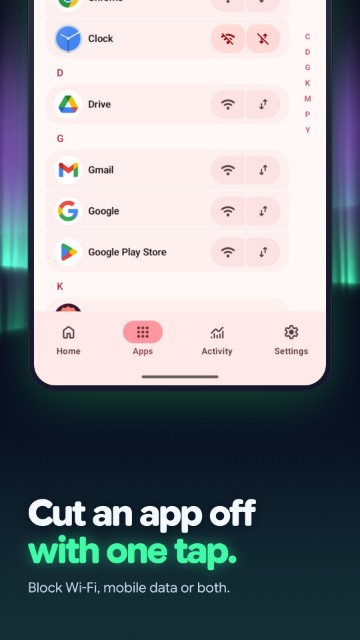 Clock
C
D
G
K
M
P
Y
D
Drive
G
Gmail
Google
Google Play Store
K
Home
Apps
Activity
Settings
Cut an app off
with one tap.
Block Wi-Fi, mobile data or both.